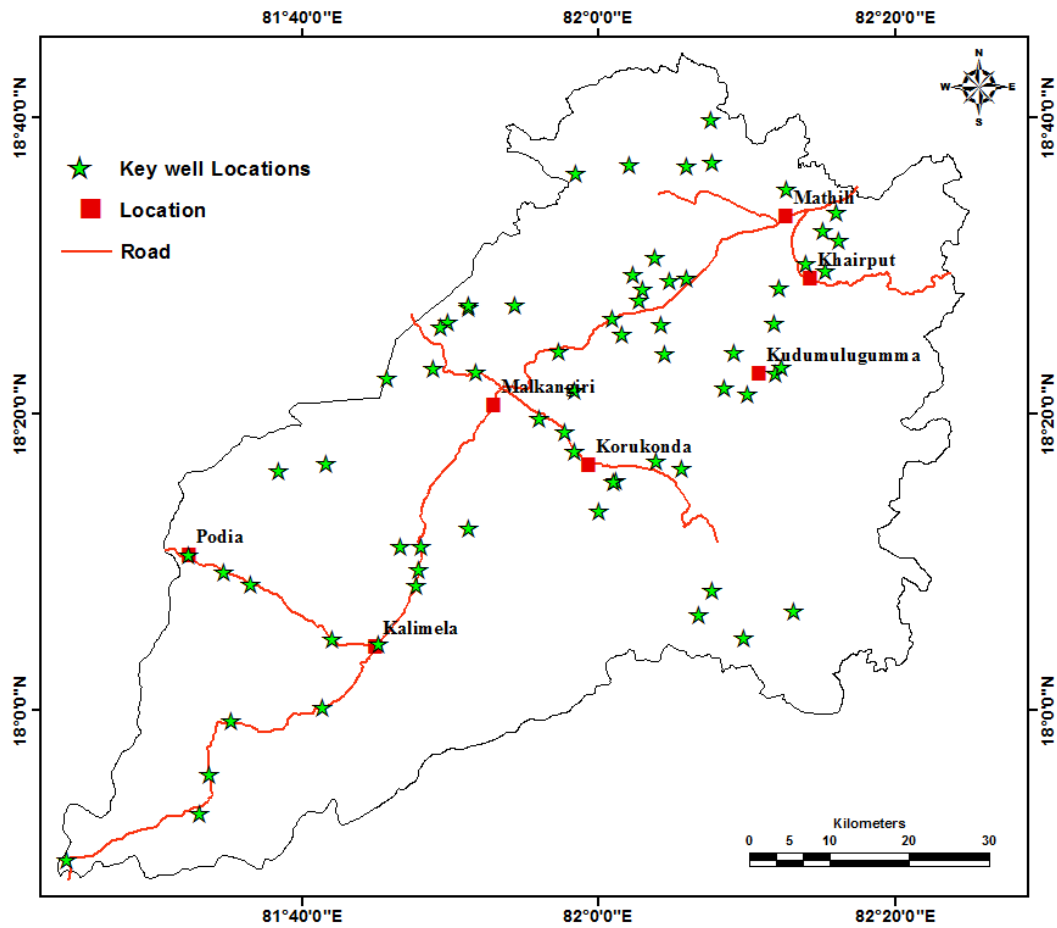 81°40'0"E 82°0'0"E 82°20'0"E
N
W E
S
18°40'0"N 18°40'0"N
Key well Locations
Location
Road
Mathili
Khairput
Kudumulugumma
Malkangiri
18°20'0"N 18°20'0"N
Korukonda
Podia
Kalimela
18°0'0"N 18°0'0"N
Kilometers
0 5 10 20 30
81°40'0"E 82°0'0"E 82°20'0"E